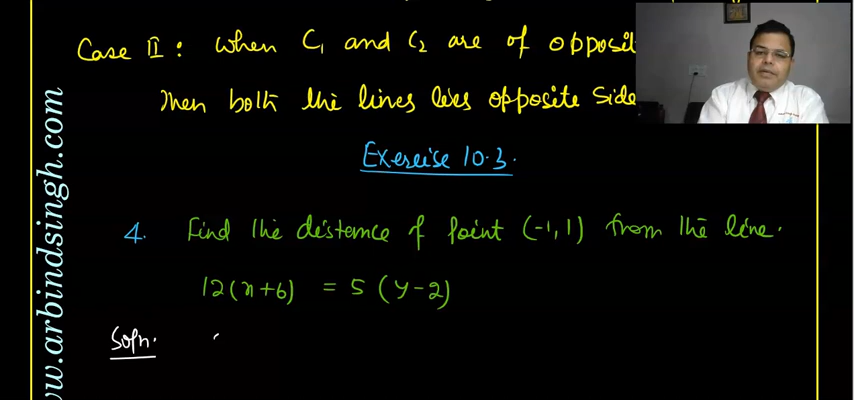 Case II: When C₁ and C₂ are of opposit
Then both the lines lies opposite side
Exercise 10.3.
4. Find the distance of Point (-1, 1) from the line.
12(x+6) = 5(y-2)
Soln.
w.arbindsingh.com